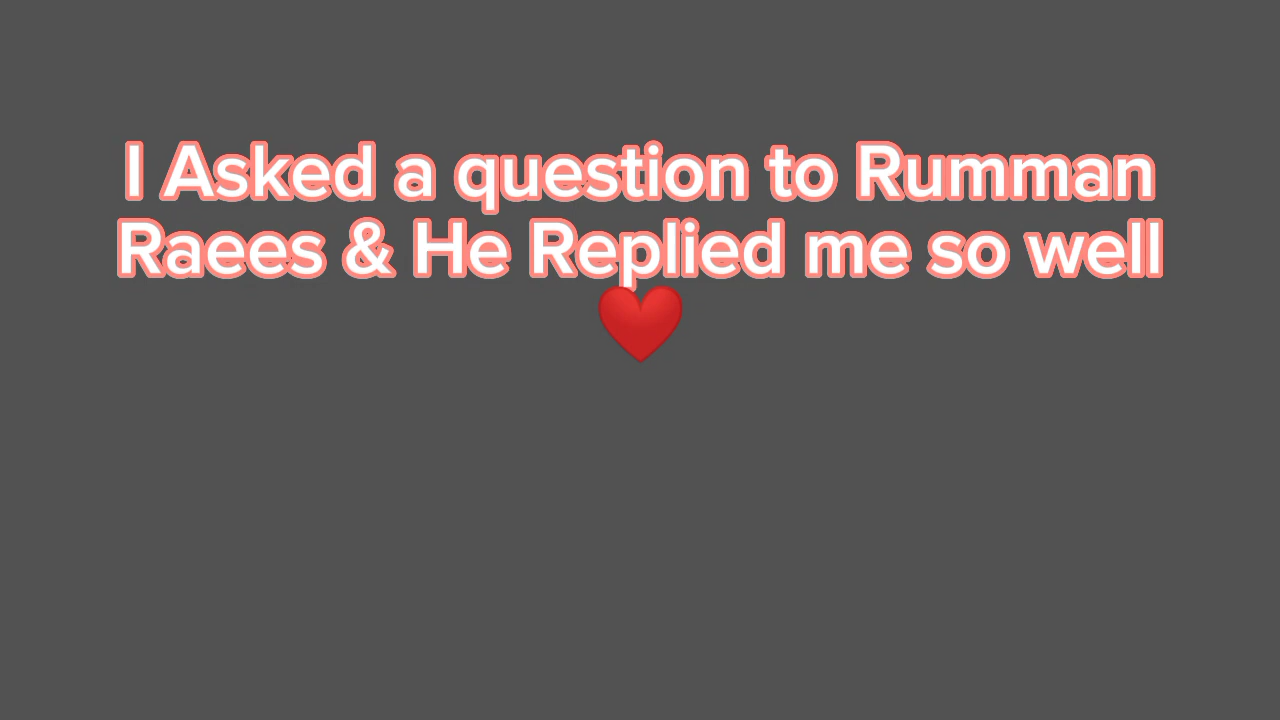 I Asked a question to Rumman
Raees & He Replied me so well
❤️